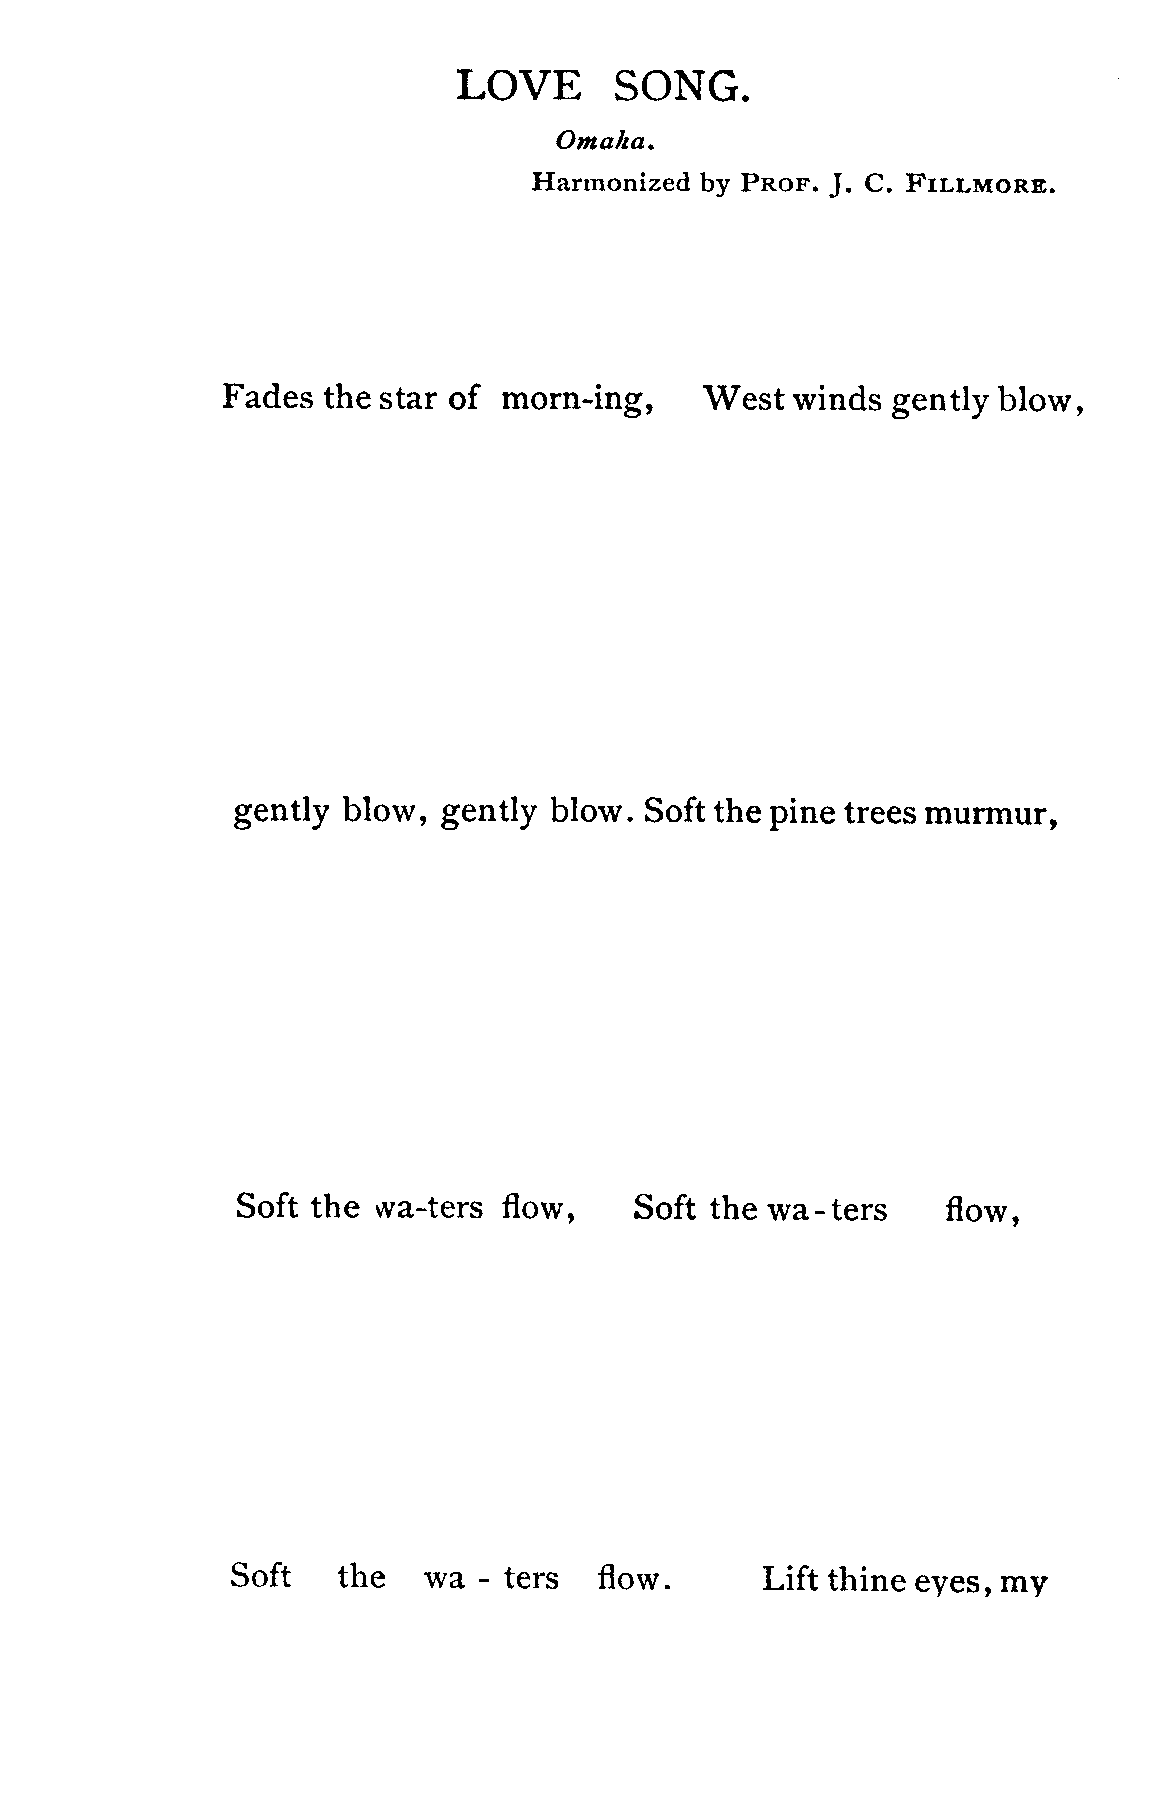 LOVE SONG.
Omaha.
Harmonized by PROF. J. C. FILLMORE.
Fades the star of morn-ing, West winds gently blow,
gently blow, gently blow. Soft the pine trees murmur,
Soft the wa-ters flow, Soft the wa-ters flow,
Soft the wa - ters flow. Lift thine eyes, my